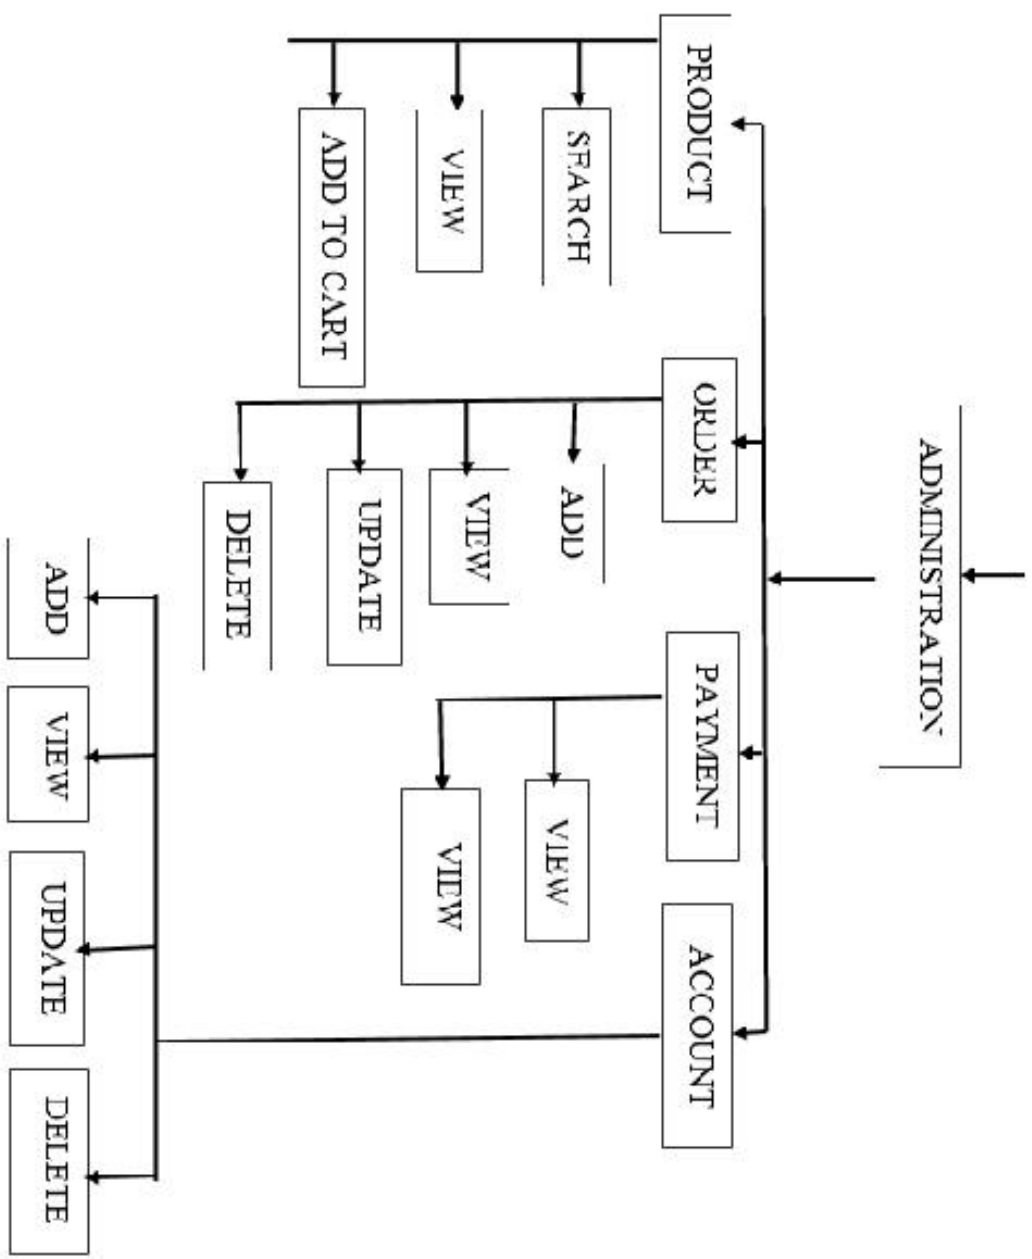 ADMINISTRATION
PRODUCT
ORDER
PAYMENT
ACCOUNT
SEARCH
VIEW
ADD TO CART
ADD
VIEW
UPDATE
DELETE
VIEW
VIEW
ADD
VIEW
UPDATE
DELETE